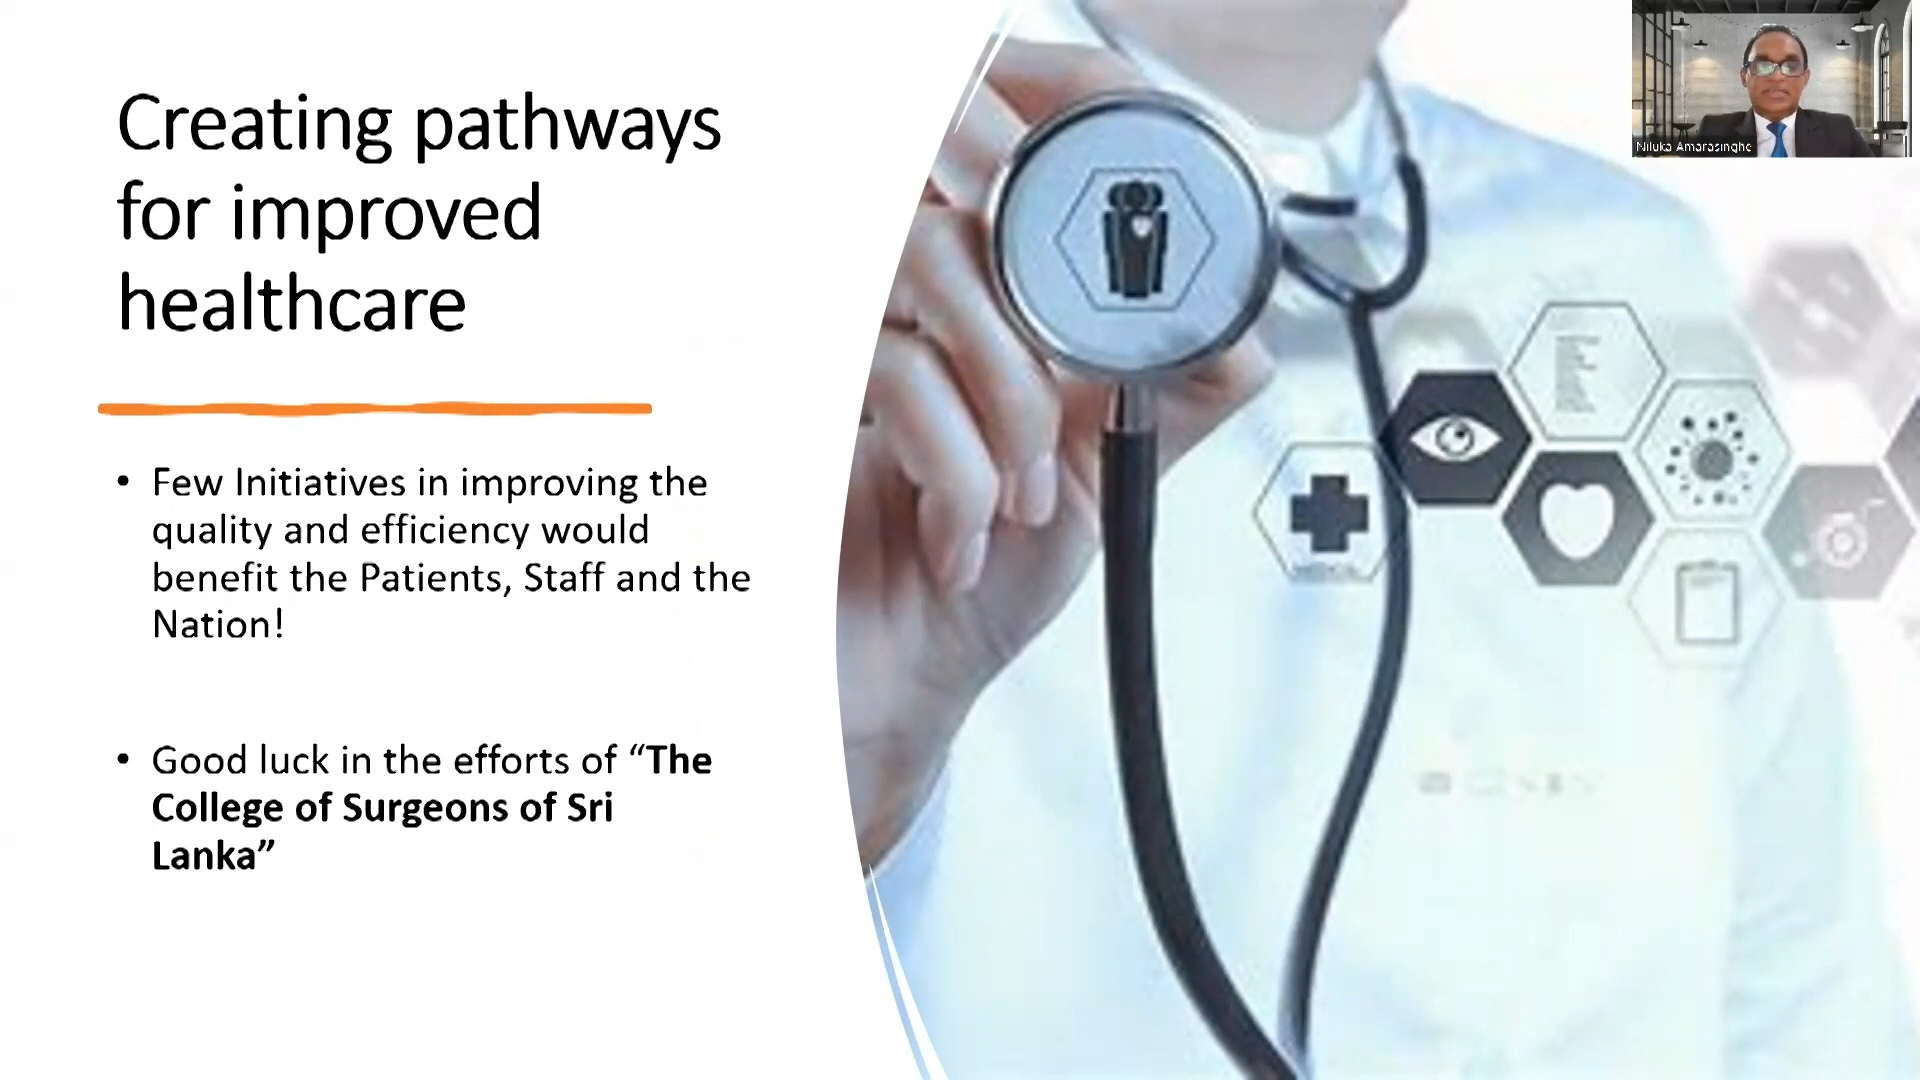 Creating pathways
for improved
healthcare
• Few Initiatives in improving the
quality and efficiency would
benefit the Patients, Staff and the
Nation!
• Good luck in the efforts of “The
College of Surgeons of Sri
Lanka”
Niluka Amarasinghe